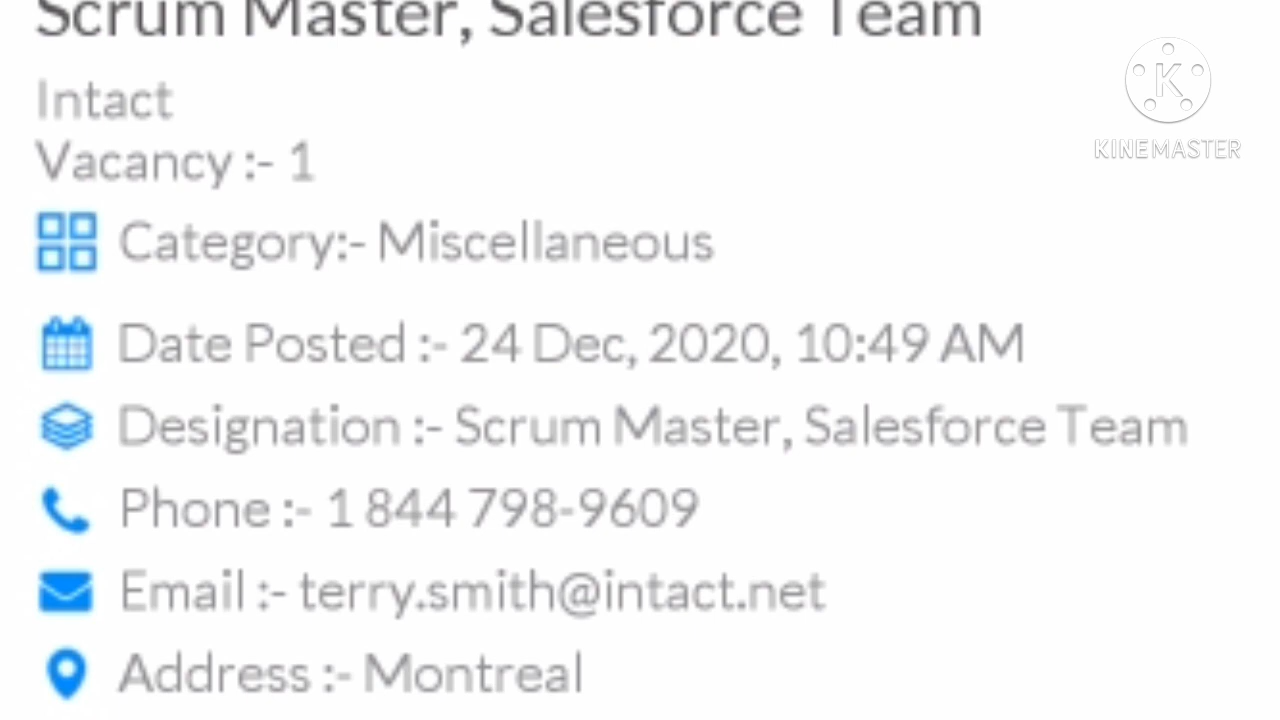 Scrum Master, Salesforce Team
Intact
Vacancy :- 1
Category:- Miscellaneous
Date Posted :- 24 Dec, 2020, 10:49 AM
Designation :- Scrum Master, Salesforce Team
Phone :- 1 844 798-9609
Email :- terry.smith@intact.net
Address :- Montreal
K
KINEMASTER